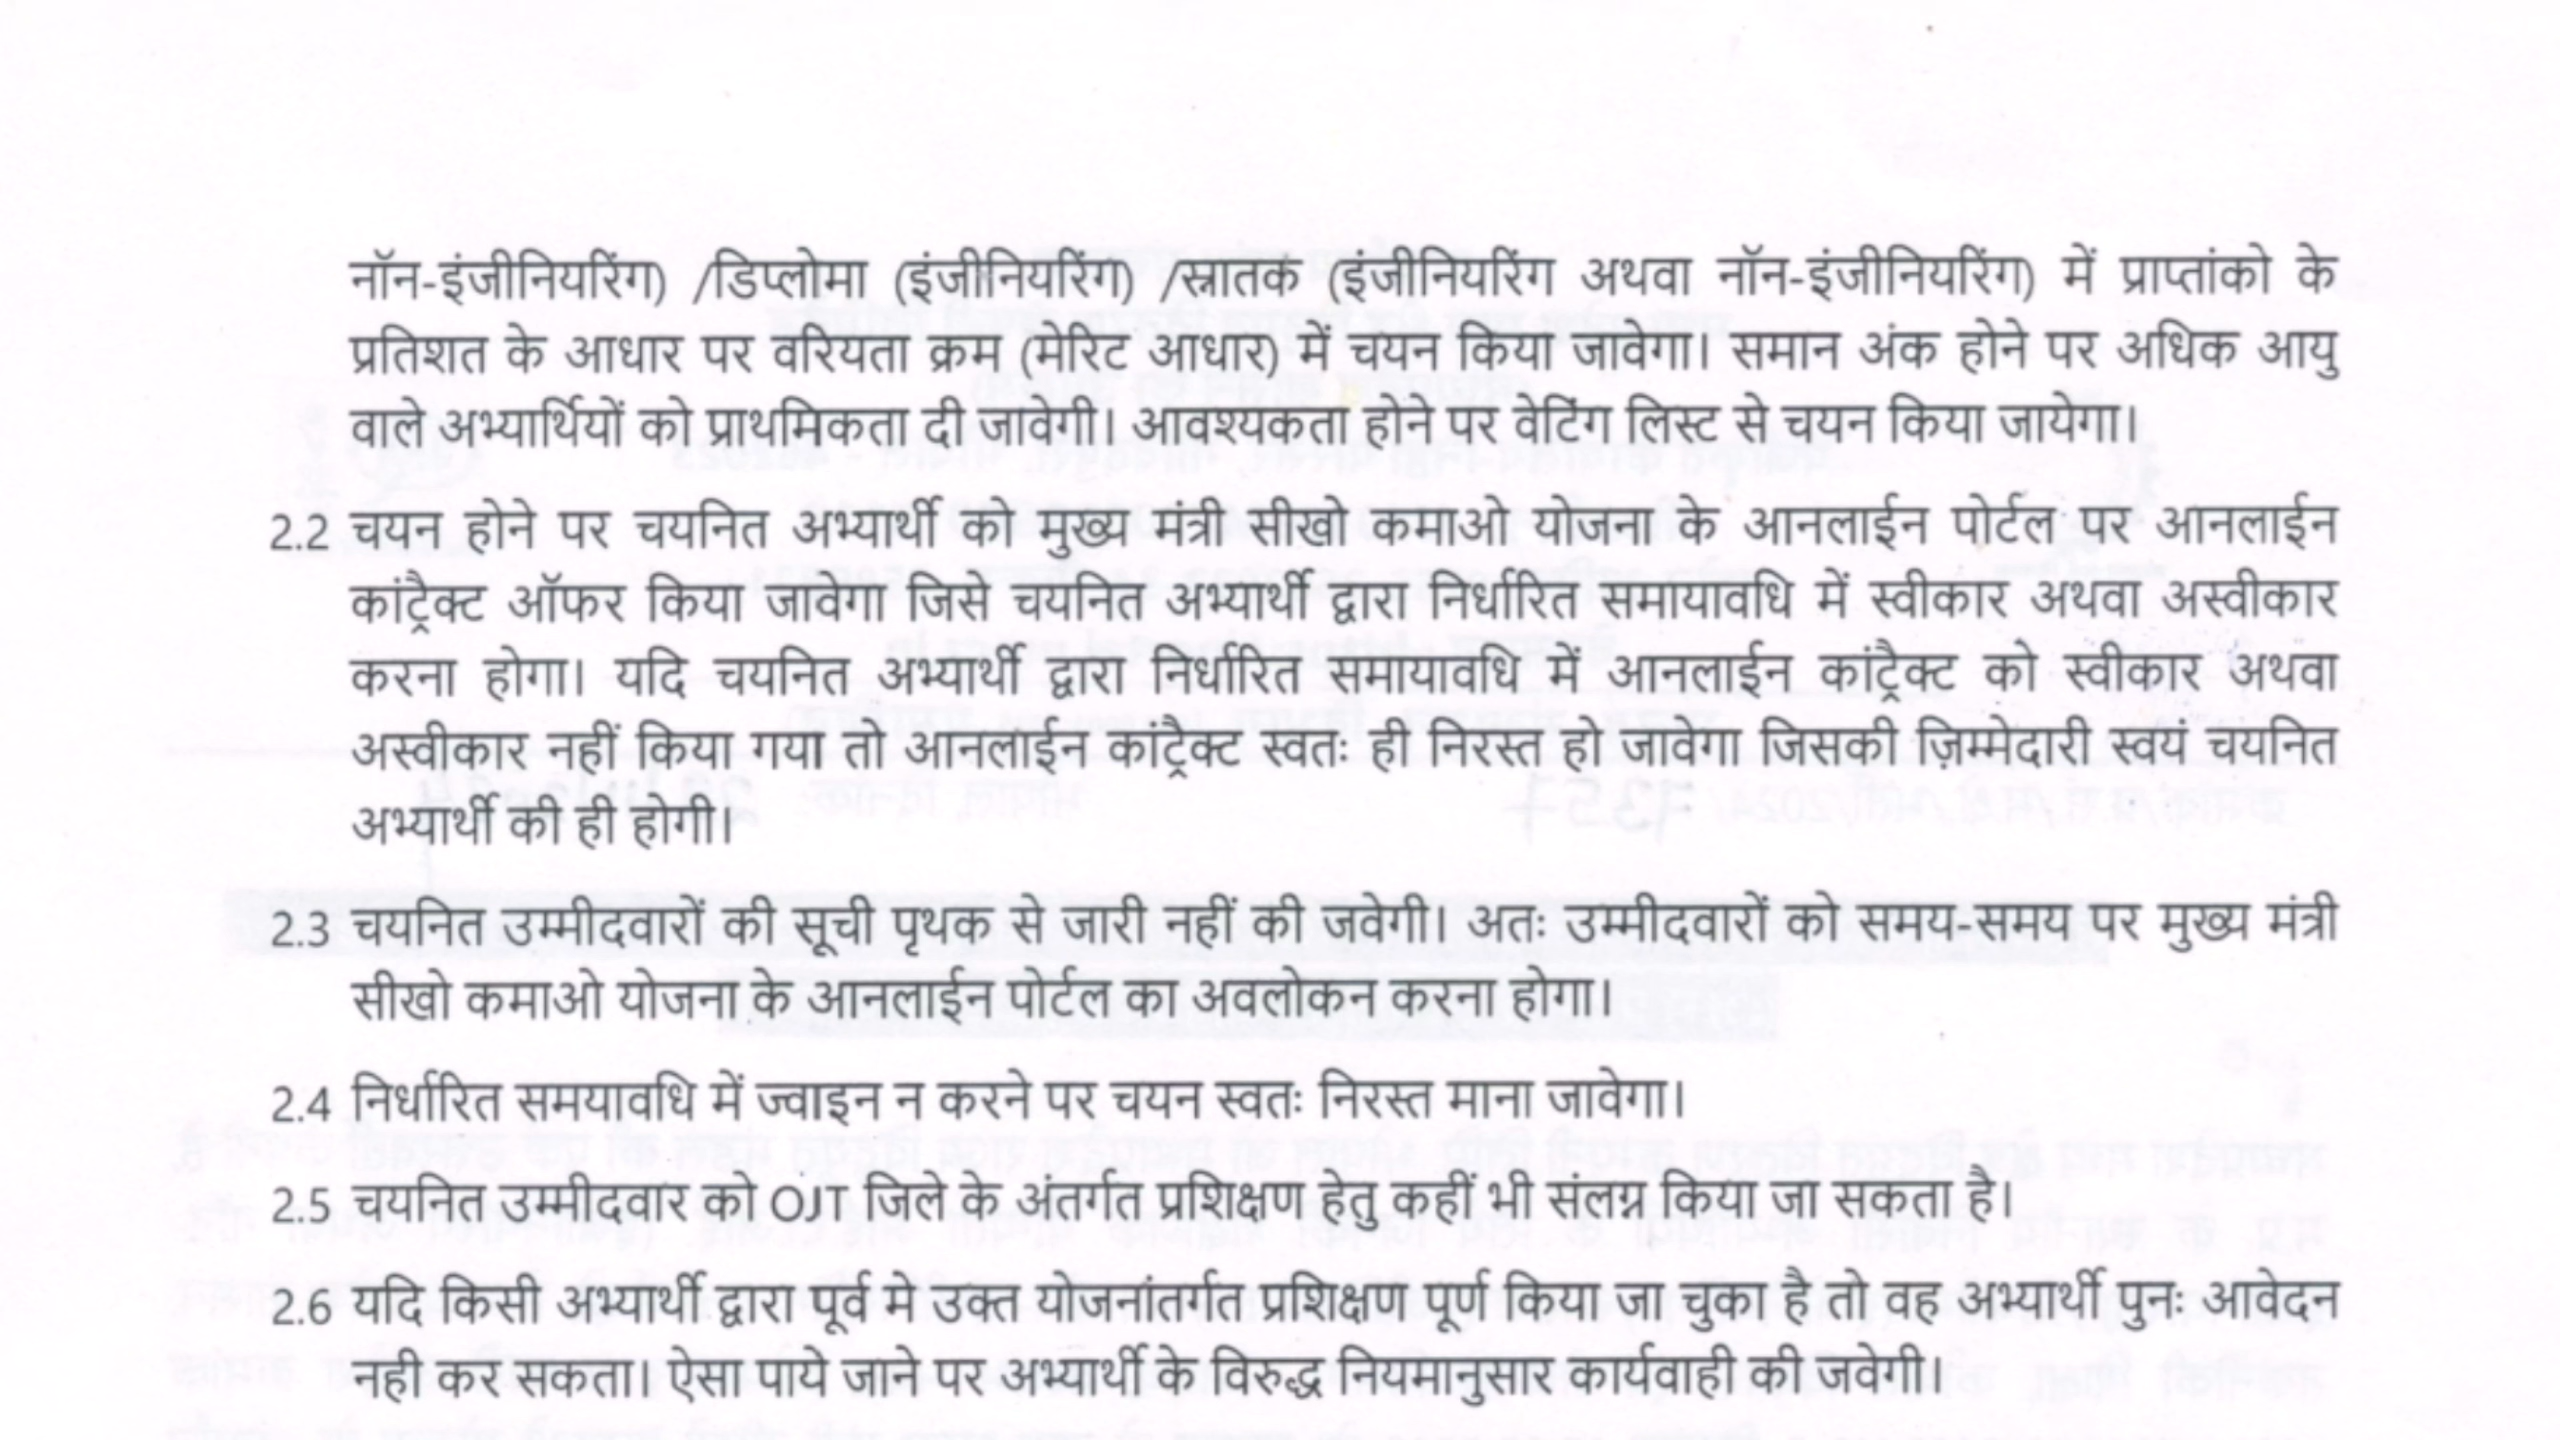 नॉन-इंजीनियरिंग) /डिप्लोमा (इंजीनियरिंग) /स्नातक (इंजीनियरिंग अथवा नॉन-इंजीनियरिंग) में प्राप्तांको के
प्रतिशत के आधार पर वरियता क्रम (मेरिट आधार) में चयन किया जावेगा। समान अंक होने पर अधिक आयु
वाले अभ्यार्थियों को प्राथमिकता दी जावेगी। आवश्यकता होने पर वेटिंग लिस्ट से चयन किया जायेगा।
2.2 चयन होने पर चयनित अभ्यार्थी को मुख्य मंत्री सीखो कमाओ योजना के आनलाईन पोर्टल पर आनलाईन
कांट्रैक्ट ऑफर किया जावेगा जिसे चयनित अभ्यार्थी द्वारा निर्धारित समायावधि में स्वीकार अथवा अस्वीकार
करना होगा। यदि चयनित अभ्यार्थी द्वारा निर्धारित समायावधि में आनलाईन कांट्रैक्ट को स्वीकार अथवा
अस्वीकार नहीं किया गया तो आनलाईन कांट्रैक्ट स्वतः ही निरस्त हो जावेगा जिसकी ज़िम्मेदारी स्वयं चयनित
अभ्यार्थी की ही होगी।
2.3 चयनित उम्मीदवारों की सूची पृथक से जारी नहीं की जवेगी। अतः उम्मीदवारों को समय-समय पर मुख्य मंत्री
सीखो कमाओ योजना के आनलाईन पोर्टल का अवलोकन करना होगा।
2.4 निर्धारित समयावधि में ज्वाइन न करने पर चयन स्वतः निरस्त माना जावेगा।
2.5 चयनित उम्मीदवार को OJT जिले के अंतर्गत प्रशिक्षण हेतु कहीं भी संलग्न किया जा सकता है।
2.6 यदि किसी अभ्यार्थी द्वारा पूर्व मे उक्त योजनांतर्गत प्रशिक्षण पूर्ण किया जा चुका है तो वह अभ्यार्थी पुनः आवेदन
नही कर सकता। ऐसा पाये जाने पर अभ्यार्थी के विरुद्ध नियमानुसार कार्यवाही की जवेगी।